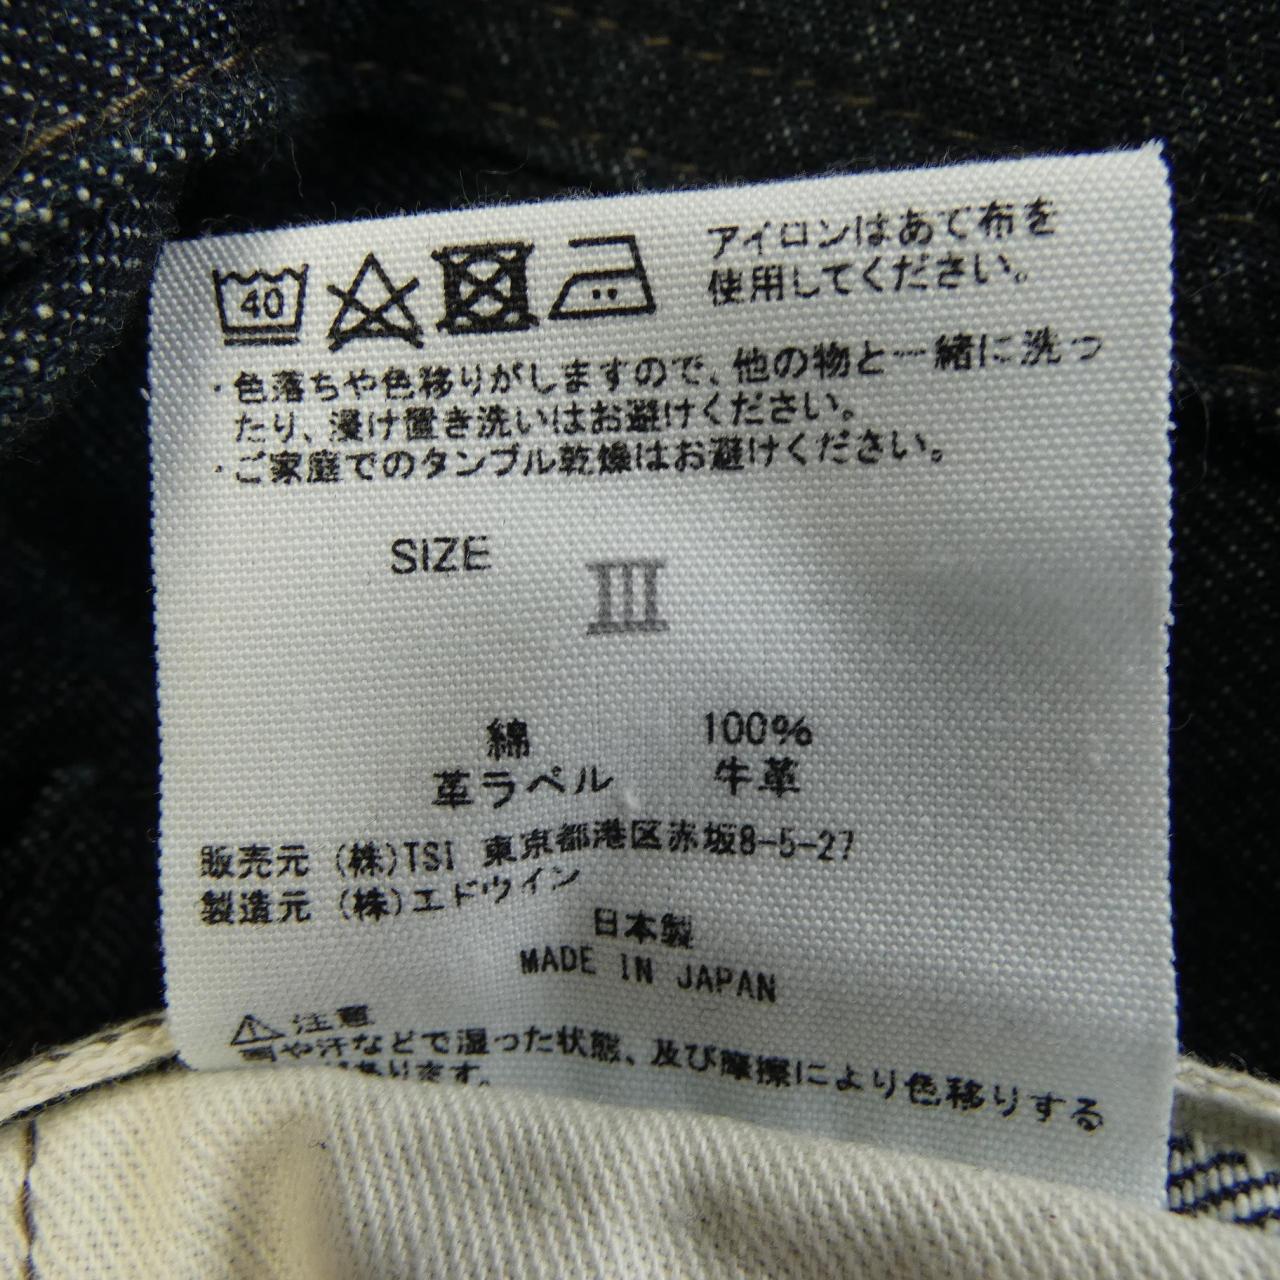 40
アイロンはあて布を
使用してください。
・色落ちや色移りがしますので、他の物と一緒に洗っ
たり、浸け置き洗いはお避けください。
・ご家庭でのタンブル乾燥はお避けください。
SIZE III
綿 100%
革ラベル 牛革
販売元 (株)TSI 東京都港区赤坂8-5-27
製造元 (株)エドウイン
日本製
MADE IN JAPAN
注意
や汗などで湿った状態、及び摩擦により色移りする
あります。